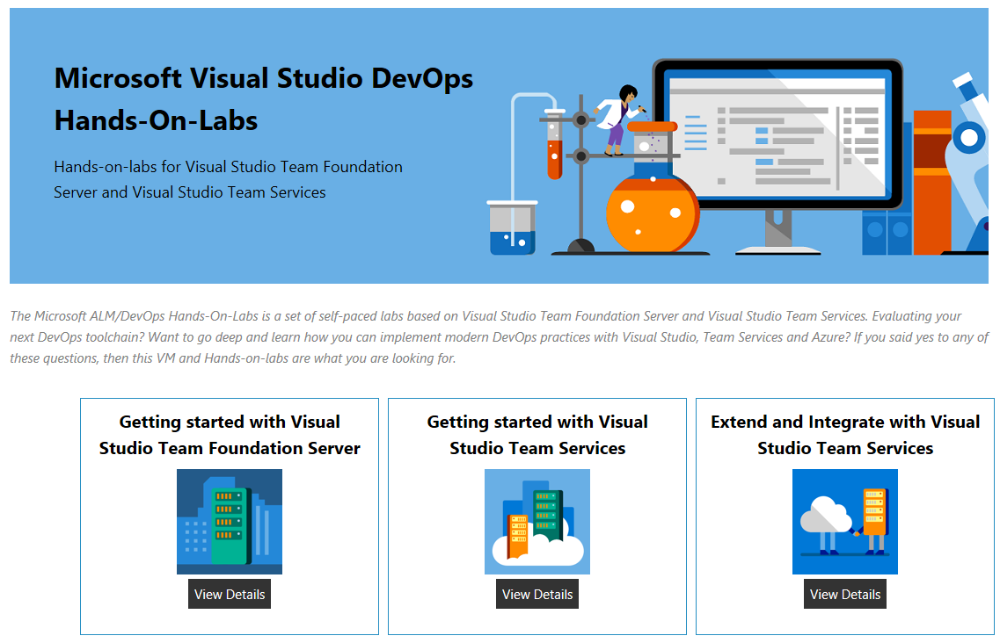 Microsoft Visual Studio DevOps
Hands-On-Labs
Hands-on-labs for Visual Studio Team Foundation
Server and Visual Studio Team Services
The Microsoft ALM/DevOps Hands-On-Labs is a set of self-paced labs based on Visual Studio Team Foundation Server and Visual Studio Team Services. Evaluating your
next DevOps toolchain? Want to go deep and learn how you can implement modern DevOps practices with Visual Studio, Team Services and Azure? If you said yes to any of
these questions, then this VM and Hands-on-labs are what you are looking for.
Getting started with Visual
Studio Team Foundation Server
View Details
Getting started with Visual
Studio Team Services
View Details
Extend and Integrate with Visual
Studio Team Services
View Details